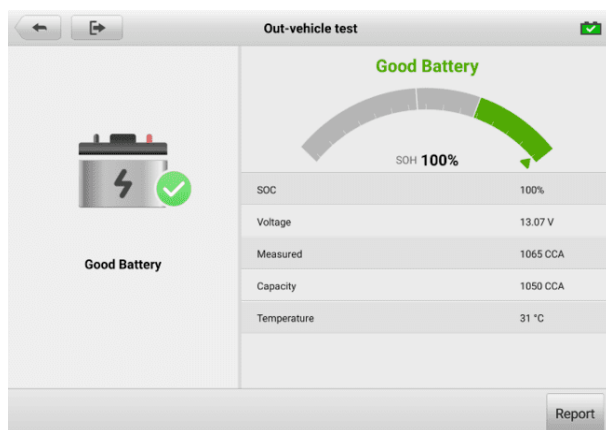 Out-vehicle test
Good Battery
Good Battery
SOH 100%
SOC 100%
Voltage 13.07 V
Measured 1065 CCA
Capacity 1050 CCA
Temperature 31 °C
Report